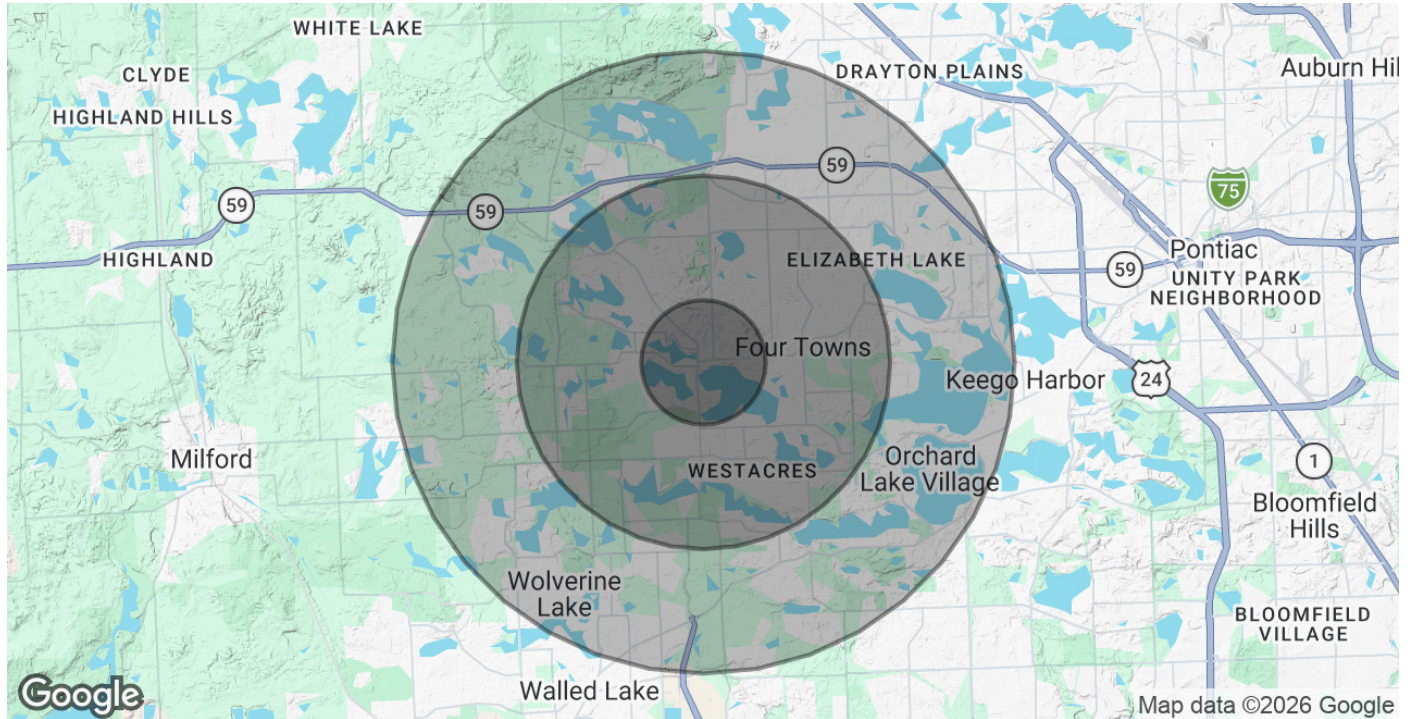 WHITE LAKE
CLYDE
DRAYTON PLAINS
Auburn Hil
HIGHLAND HILLS
59
59
59
75
HIGHLAND
ELIZABETH LAKE
Pontiac
59
UNITY PARK
NEIGHBORHOOD
Four Towns
Keego Harbor
24
Milford
WESTACRES
Orchard
Lake Village
1
Bloomfield
Hills
Wolverine
Lake
BLOOMFIELD
VILLAGE
Walled Lake
Google
Map data ©2026 Google